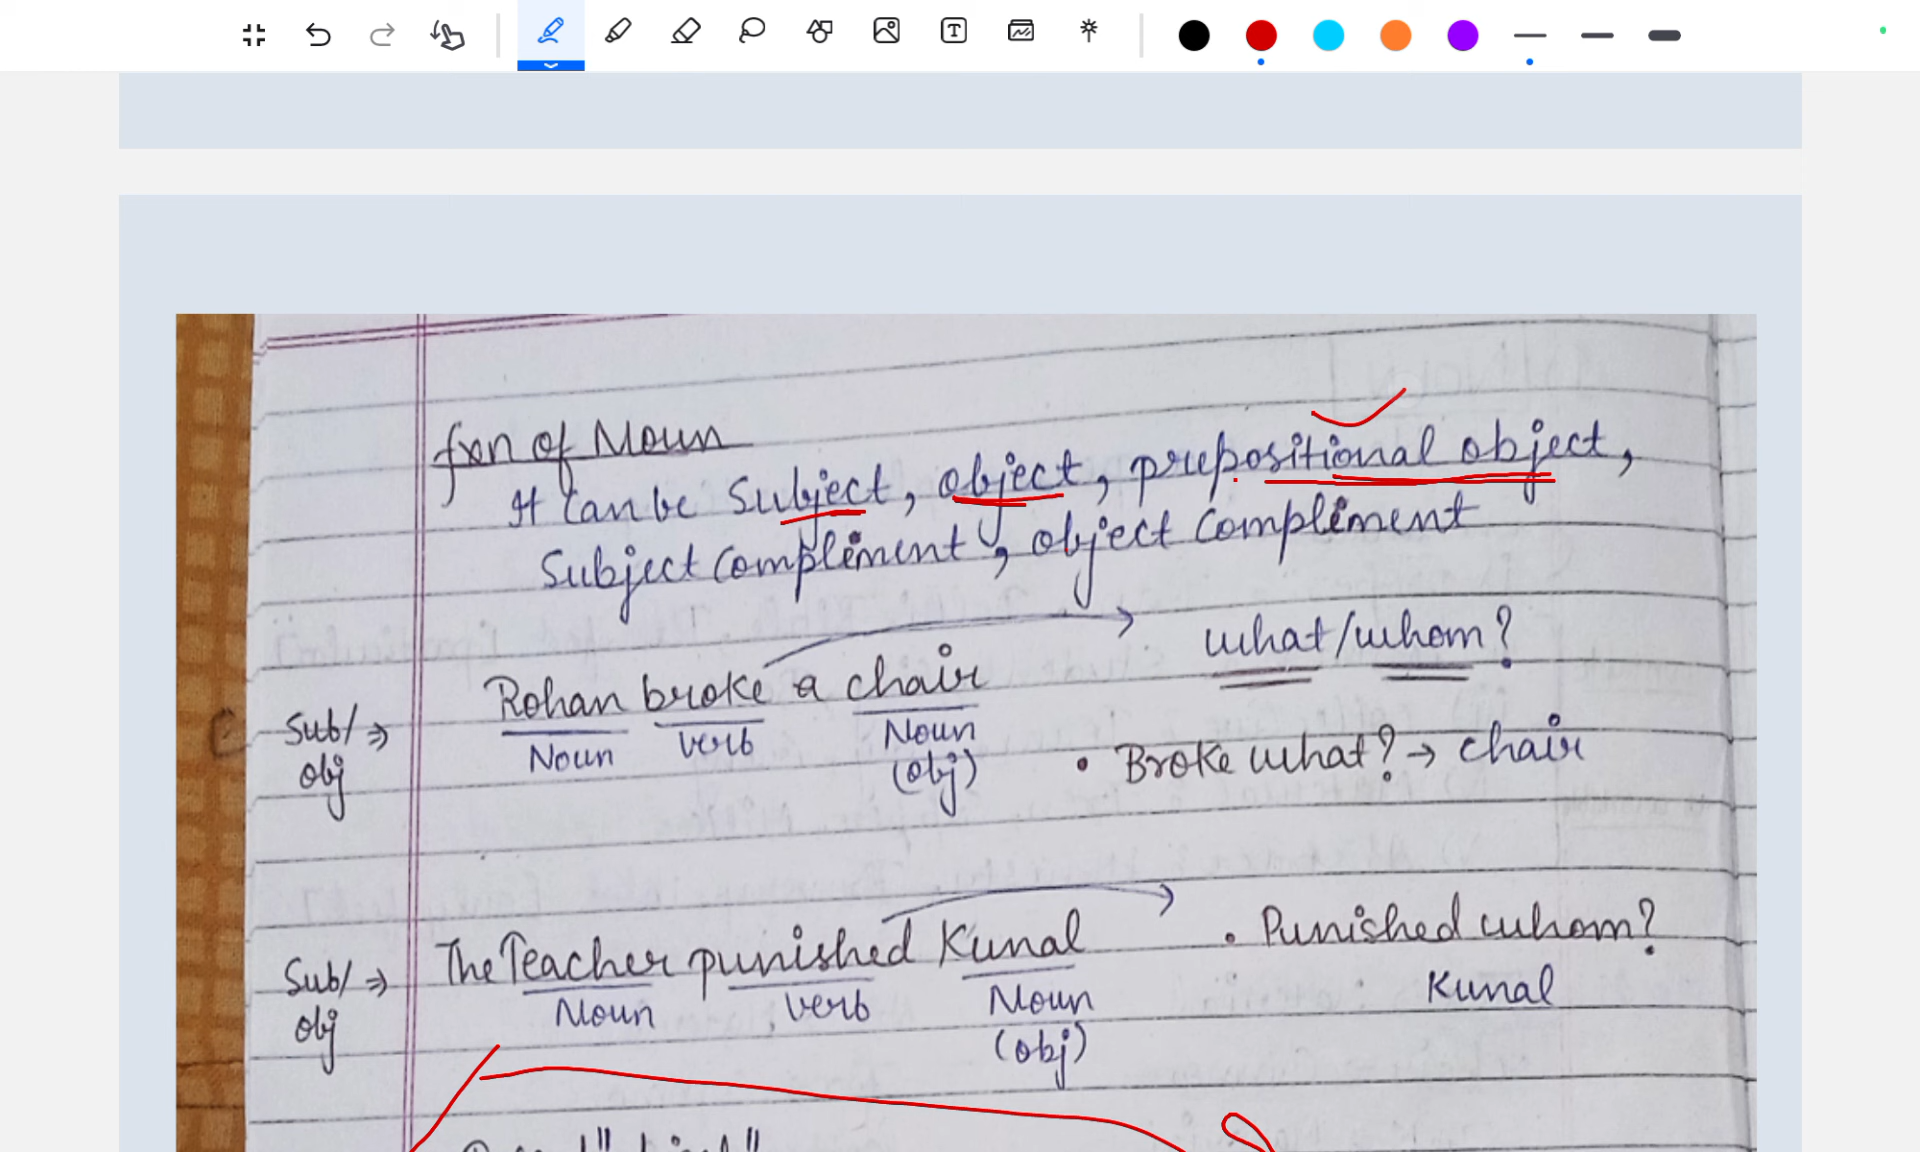 fxn of Noun
It can be Subject, object, prepositional object,
Subject Complement, object Complement
what/whom?
Rohan broke a chair
Sub/ ⇒
obj
Noun
verb
Noun
(obj)
• Broke what? → chair
The Teacher punished Kunal
• Punished whom?
Sub/ ⇒
obj
Noun
verb
Noun
(obj)
Kunal